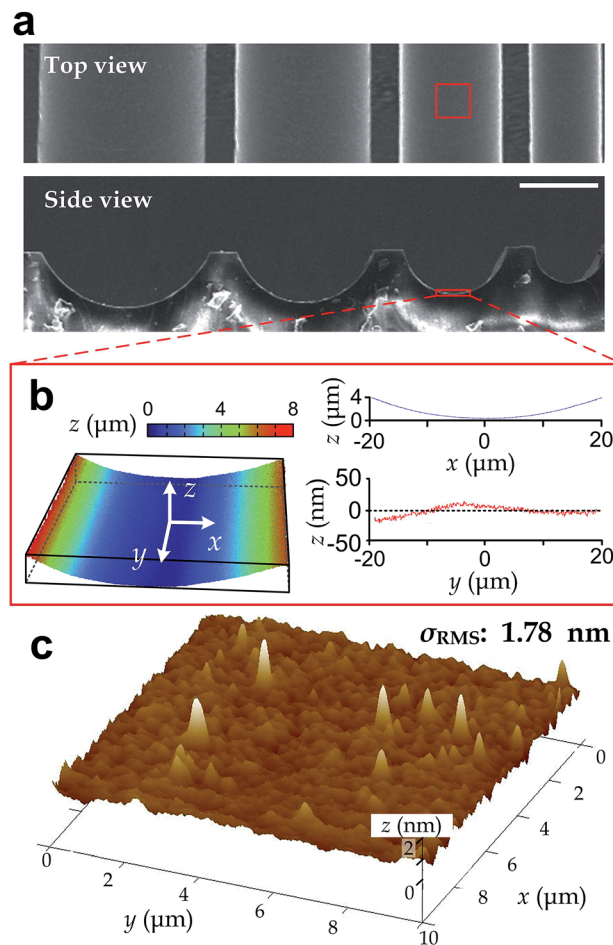 a
Top view
Side view
b
z (μm)
0 4 8
z
x
y
z (μm)
4
0
-20 0 20
x (μm)
z (nm)
50
0
-50
-20 0 20
y (μm)
c
σRMS: 1.78 nm
z (nm)
2
0
0
2
4
6
8
x (μm)
0
2
4
6
8
10
y (μm)